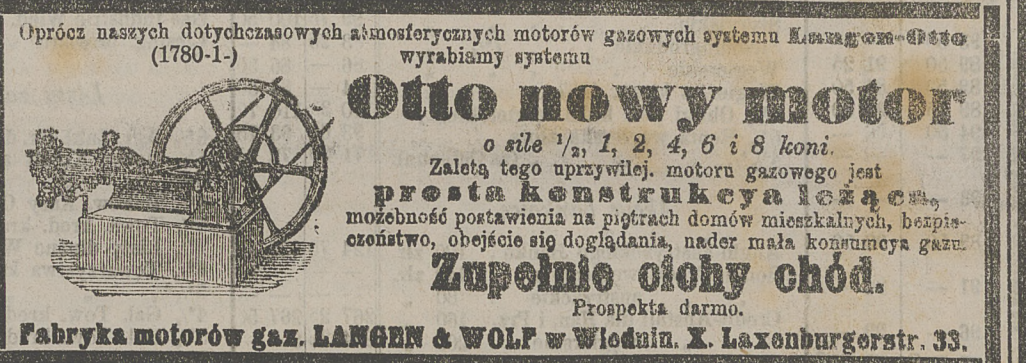 Oprócz naszych dotychczasowych atmosferycznych motorów gazowych systemu Langen-Otto
(1780-1-) wyrabiamy systemu
Otto nowy motor
o sile 1/2, 1, 2, 4, 6 i 8 koni.
Zaletą tego uprzywilej. motoru gazowego jest
prosta konstrukcya leżąca,
możebność postawienia na piętrach domów mieszkalnych, bezpie-
czeństwo, obejście się doglądania, nader mała konsumcya gazu.
Zupełnie cichy chód.
Prospekta darmo.
Fabryka motorów gaz. LANGEN & WOLF w Wiedniu. X. Laxenburgerstr. 33.